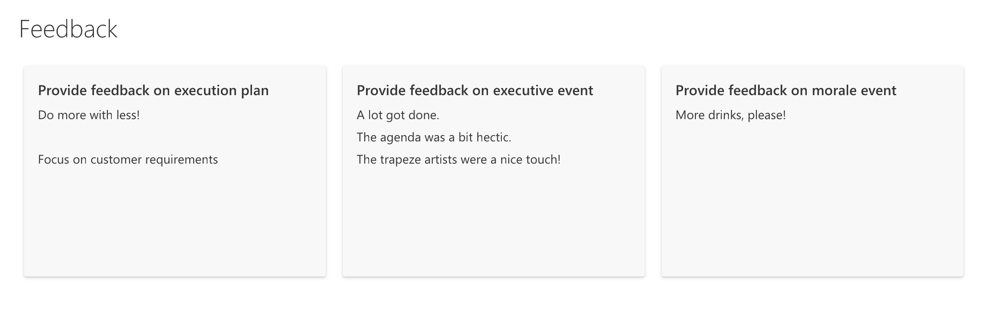 Feedback
Provide feedback on execution plan
Do more with less!
Focus on customer requirements
Provide feedback on executive event
A lot got done.
The agenda was a bit hectic.
The trapeze artists were a nice touch!
Provide feedback on morale event
More drinks, please!